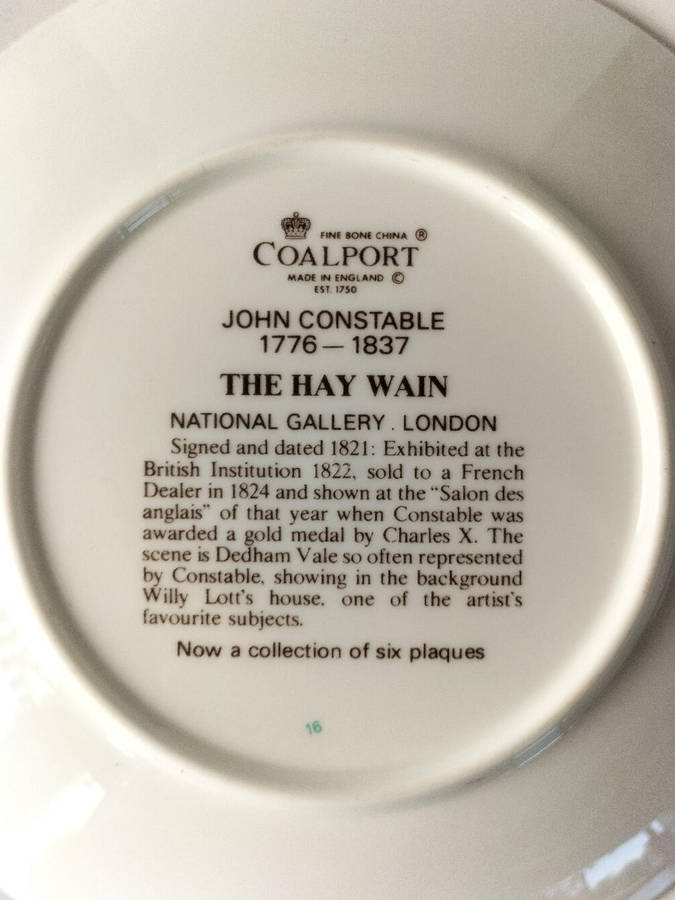 FINE BONE CHINA ®
COALPORT
MADE IN ENGLAND ©
EST. 1750
JOHN CONSTABLE
1776 — 1837
THE HAY WAIN
NATIONAL GALLERY . LONDON
Signed and dated 1821: Exhibited at the
British Institution 1822, sold to a French
Dealer in 1824 and shown at the "Salon des
anglais" of that year when Constable was
awarded a gold medal by Charles X. The
scene is Dedham Vale so often represented
by Constable, showing in the background
Willy Lott's house. one of the artist's
favourite subjects.
Now a collection of six plaques
16